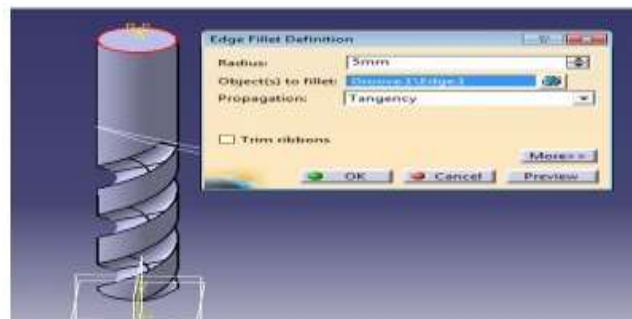 Edge Fillet Definition
Radius: 5mm
Object(s) to fillet: Groove.1\Edge.1
Propagation: Tangency
Trim ribbons
More>>
OK Cancel Preview